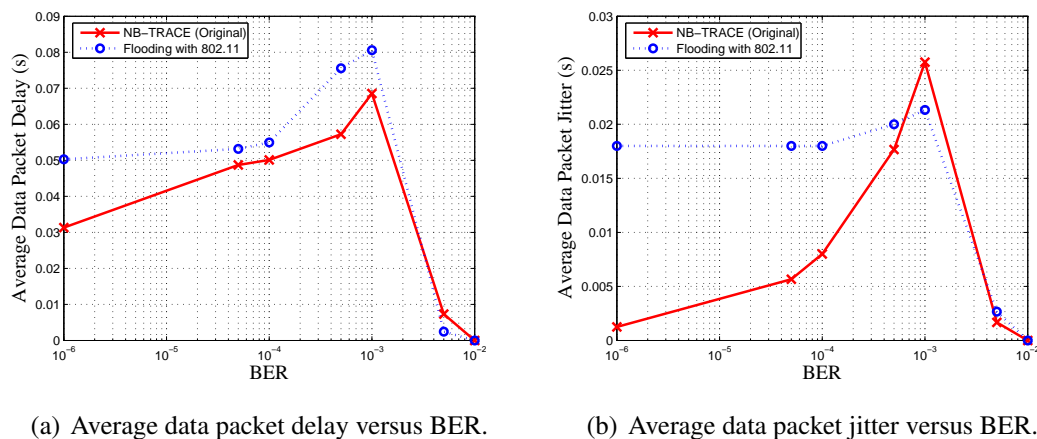 NB−TRACE (Original)
Flooding with 802.11
0.09
0.08
0.07
0.06
0.05
0.04
0.03
0.02
0.01
0
Average Data Packet Delay (s)
10−6
10−5
10−4
10−3
10−2
BER
(a) Average data packet delay versus BER.
NB−TRACE (Original)
Flooding with 802.11
0.03
0.025
0.02
0.015
0.01
0.005
0
Average Data Packet Jitter (s)
10−6
10−5
10−4
10−3
10−2
BER
(b) Average data packet jitter versus BER.